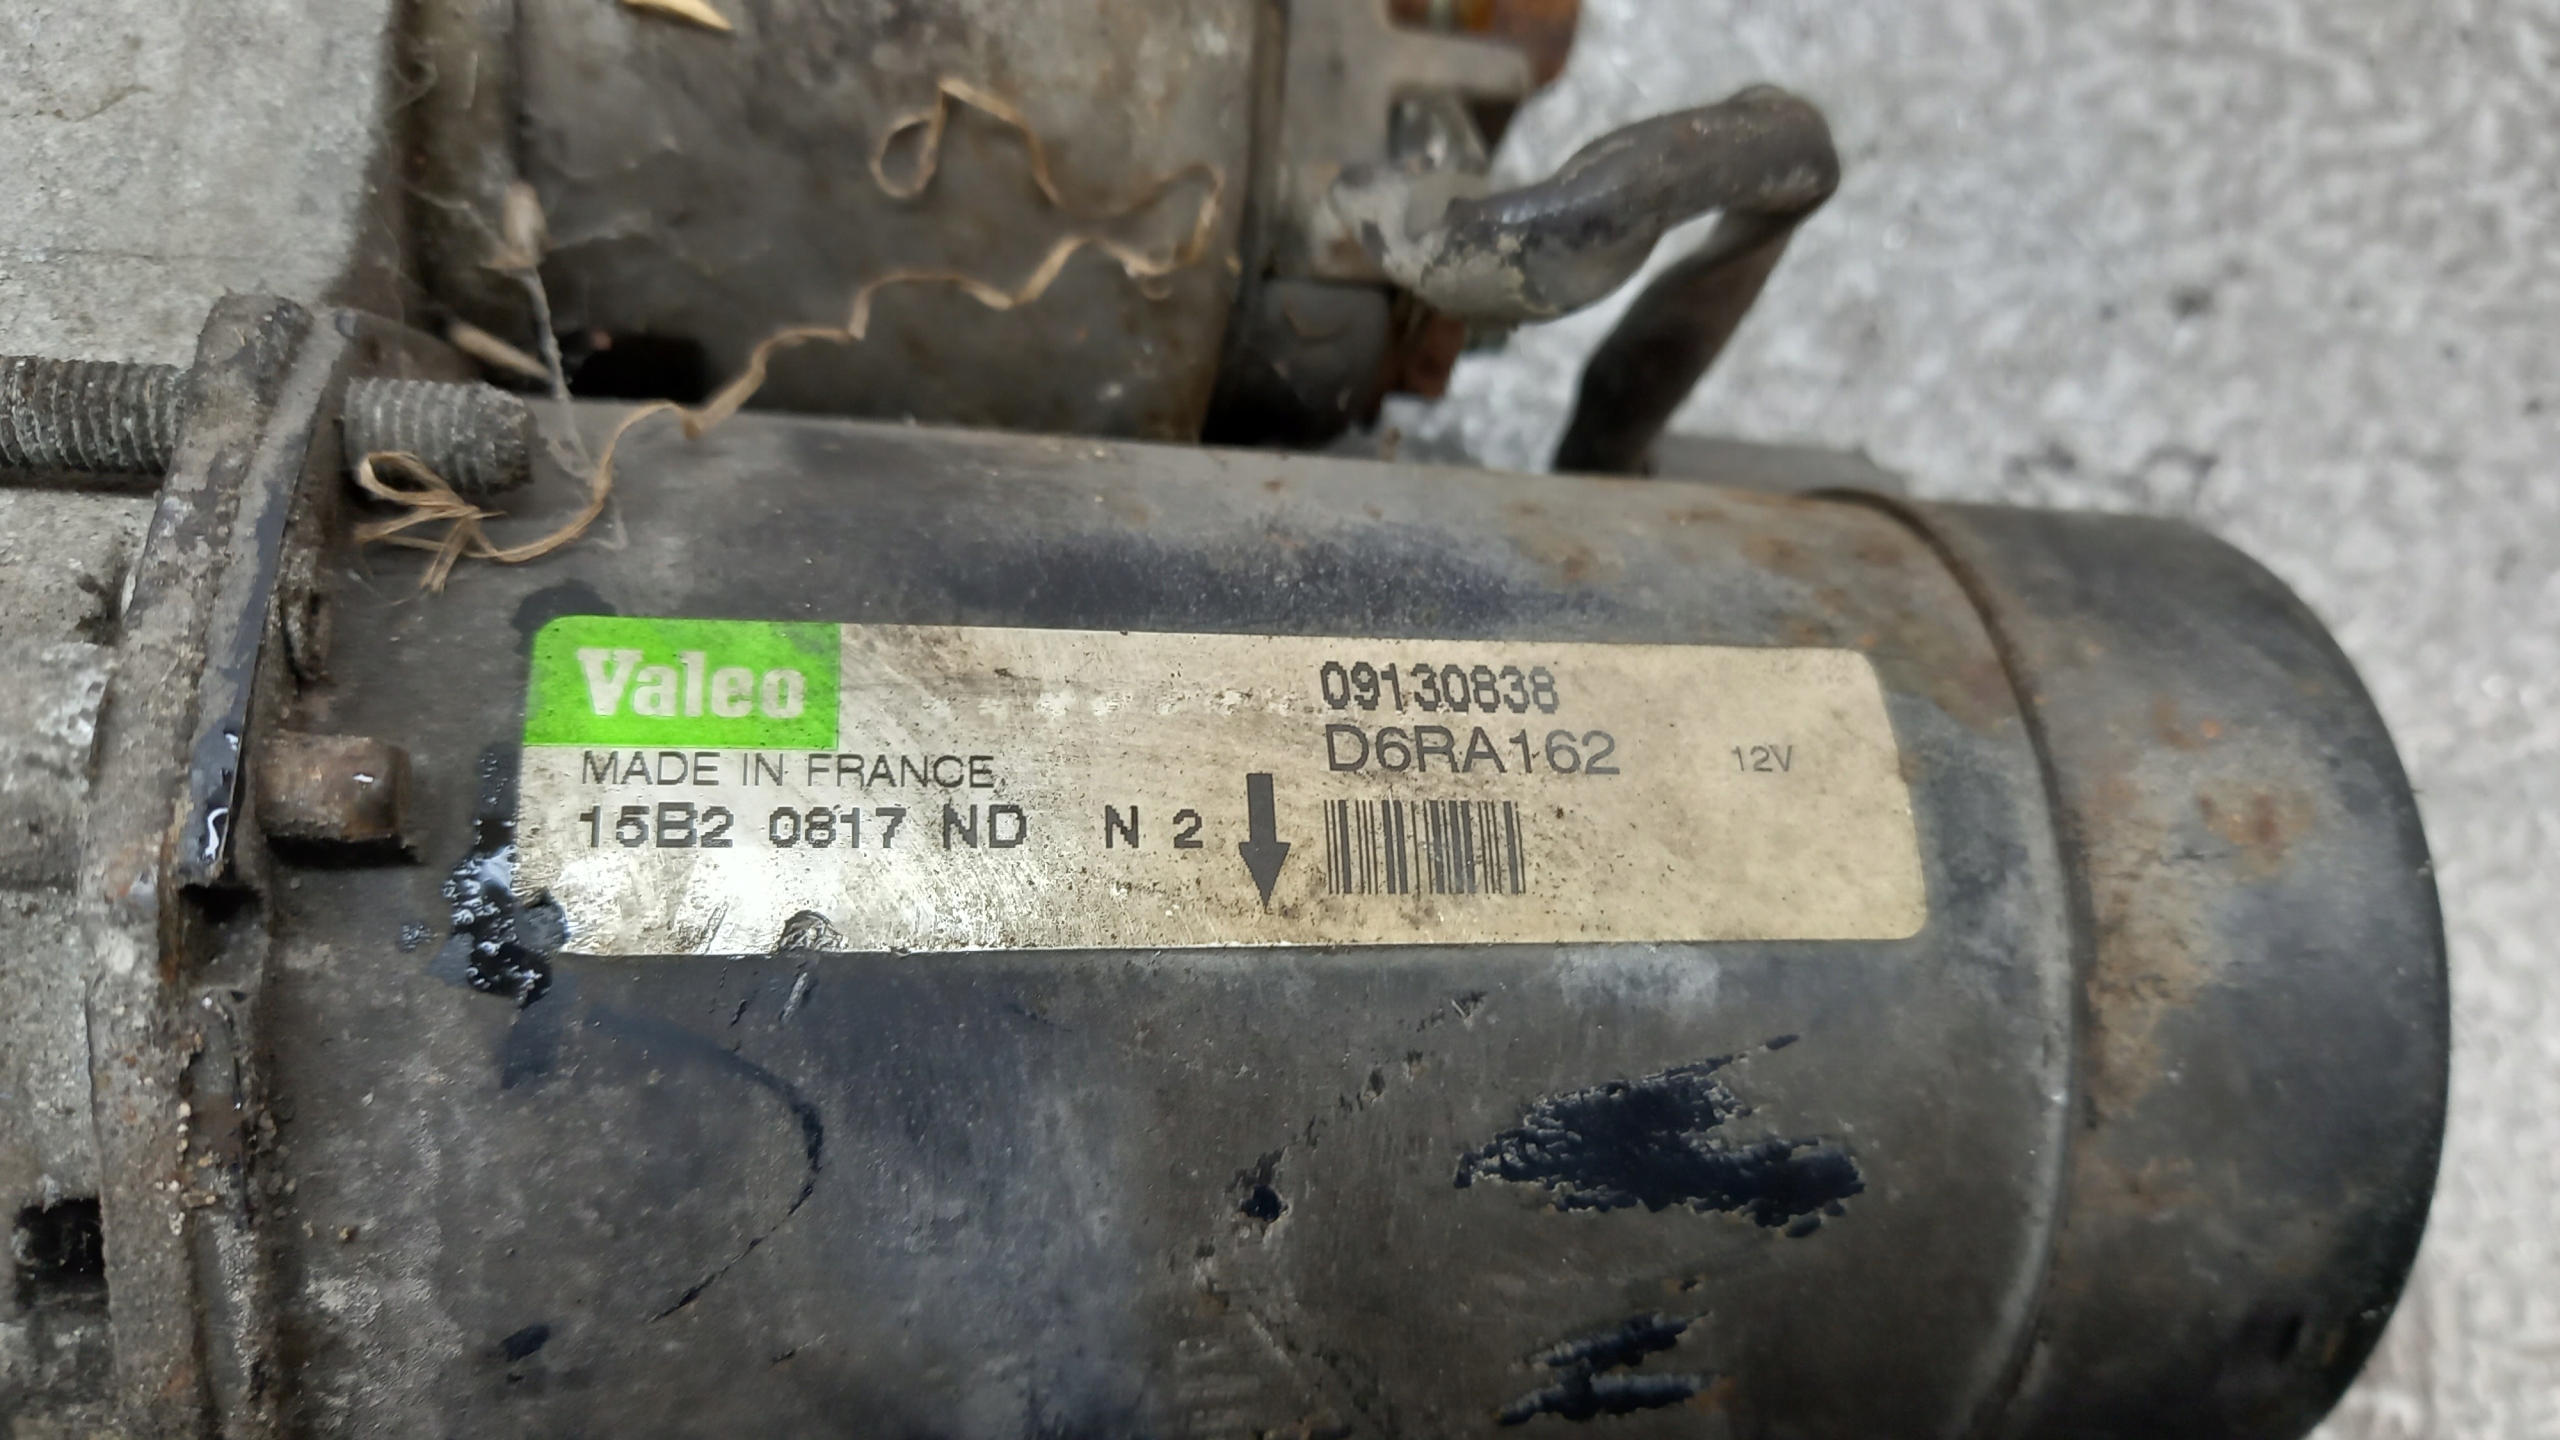 Valeo
MADE IN FRANCE
15B2 0817 ND N 2
09130838
D6RA162
12V